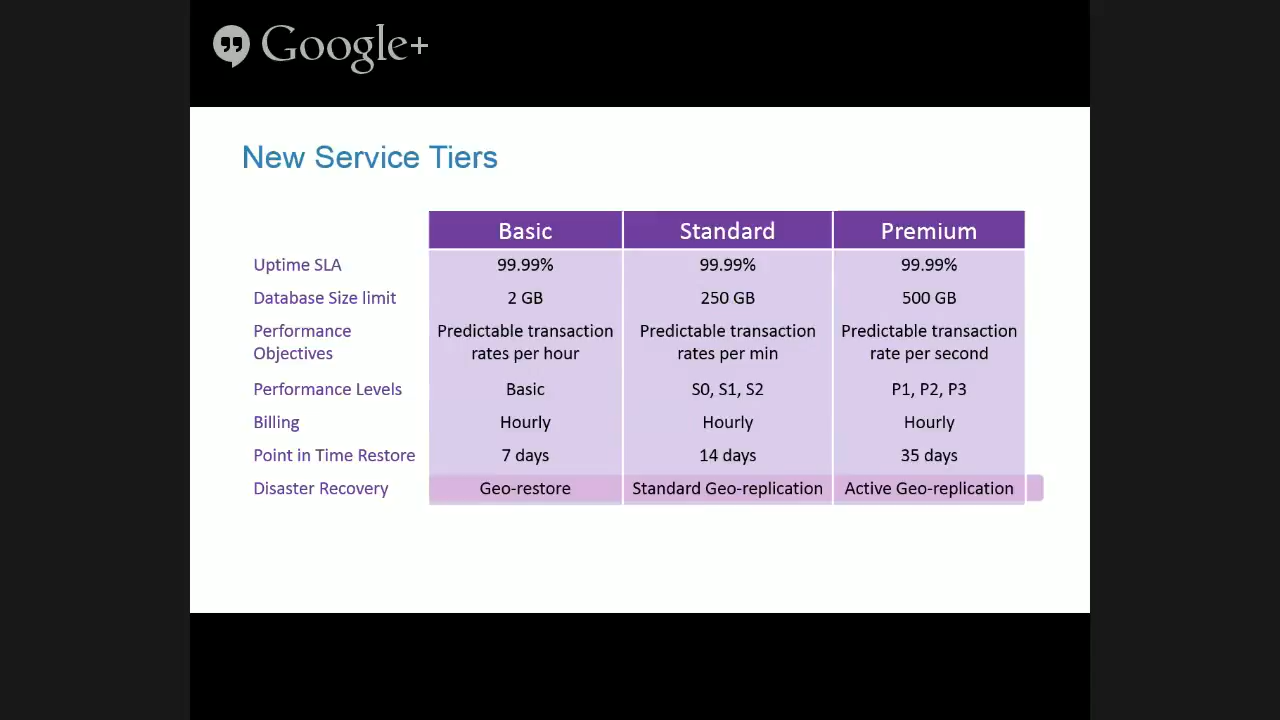 Google+
New Service Tiers
Basic Standard Premium
Uptime SLA 99.99% 99.99% 99.99%
Database Size limit 2 GB 250 GB 500 GB
Performance Objectives Predictable transaction rates per hour Predictable transaction rates per min Predictable transaction rate per second
Performance Levels Basic S0, S1, S2 P1, P2, P3
Billing Hourly Hourly Hourly
Point in Time Restore 7 days 14 days 35 days
Disaster Recovery Geo-restore Standard Geo-replication Active Geo-replication